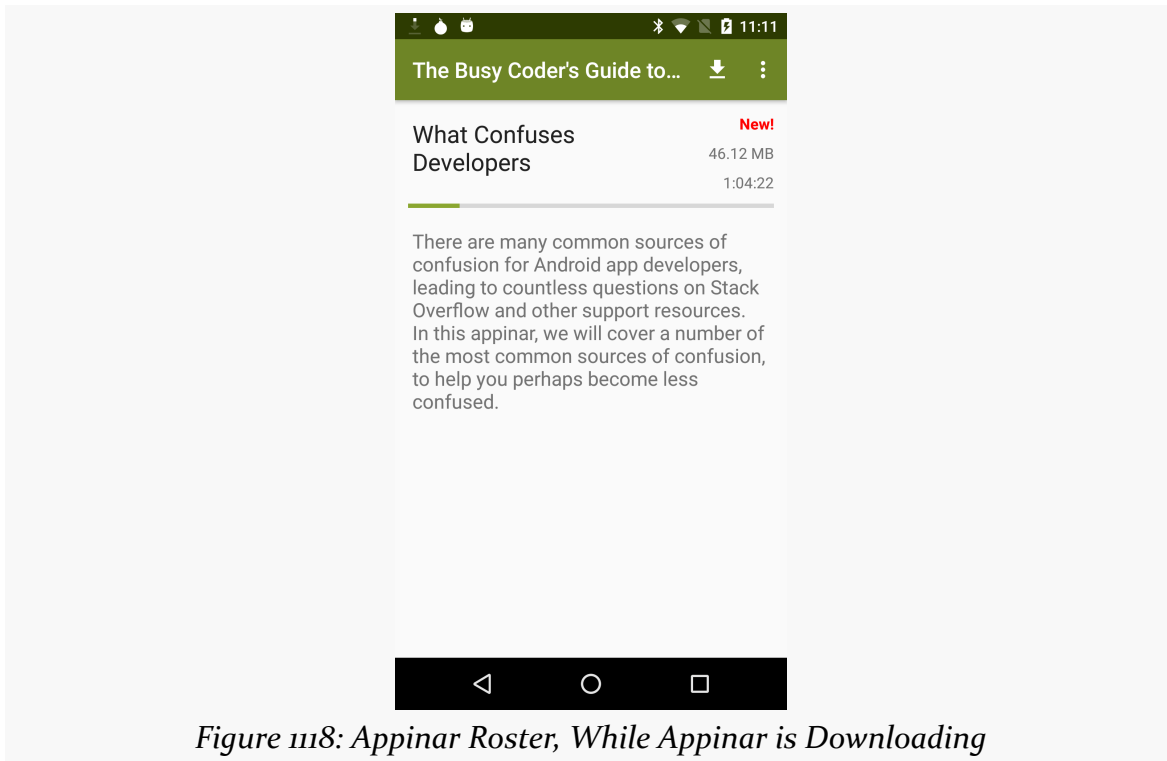 11:11
The Busy Coder's Guide to...
What Confuses
Developers
New!
46.12 MB
1:04:22
There are many common sources of
confusion for Android app developers,
leading to countless questions on Stack
Overflow and other support resources.
In this appinar, we will cover a number of
the most common sources of confusion,
to help you perhaps become less
confused.
Figure 1118: Appinar Roster, While Appinar is Downloading